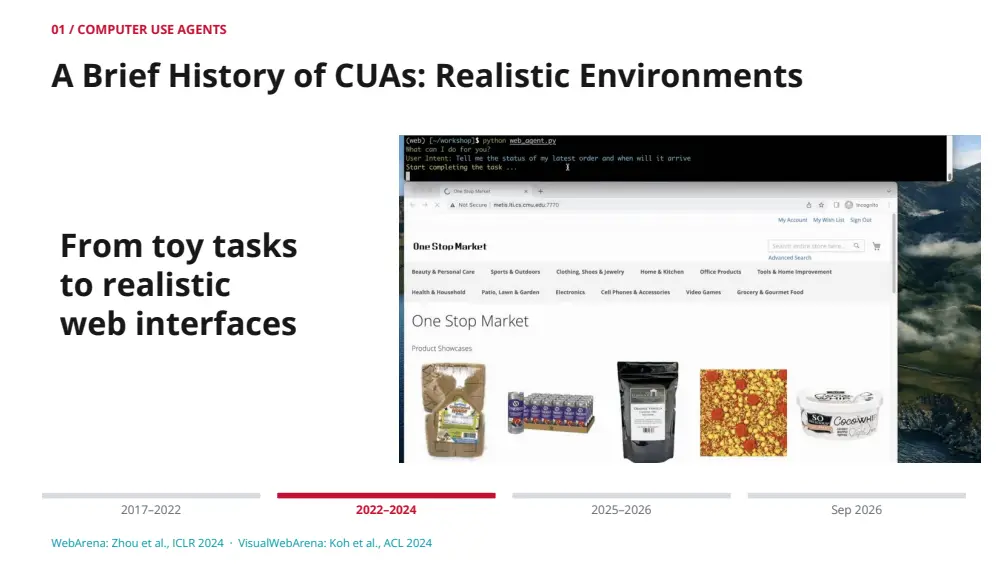 01 / COMPUTER USE AGENTS
A Brief History of CUAs: Realistic Environments
From toy tasks
to realistic
web interfaces
(web) [~/workshop]$ python web_agent.py
What can I do for you?
User Intent: Tell me the status of my latest order and when will it arrive
Start completing the task ...
One Stop Market
Not Secure | metis.lti.cs.cmu.edu:7770
Incognito
My Account My Wish List Sign Out
One Stop Market
Search entire store here...
Advanced Search
Beauty & Personal Care Sports & Outdoors Clothing, Shoes & Jewelry Home & Kitchen Office Products Tools & Home Improvement
Health & Household Patio, Lawn & Garden Electronics Cell Phones & Accessories Video Games Grocery & Gourmet Food
One Stop Market
Product Showcases
SO
COCOWHIP
2017–2022
2022–2024
2025–2026
Sep 2026
WebArena: Zhou et al., ICLR 2024 · VisualWebArena: Koh et al., ACL 2024